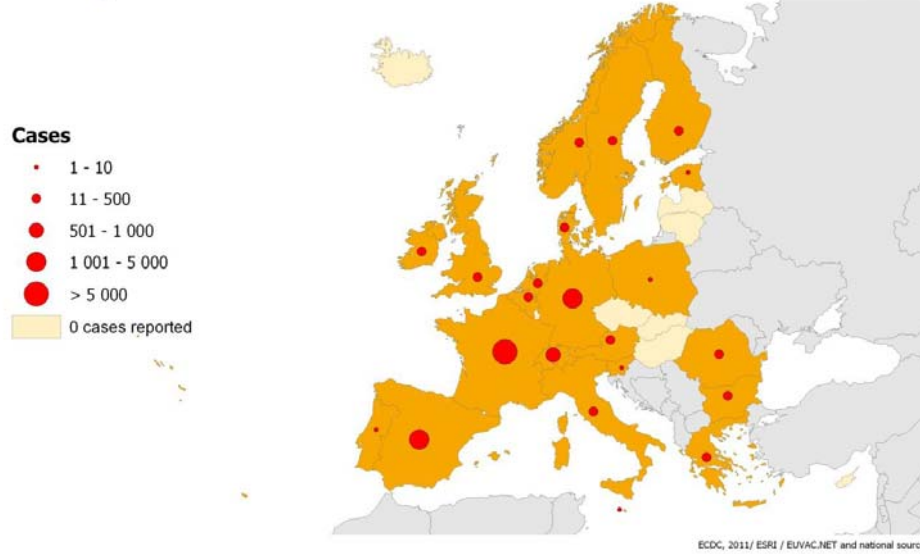 Cases
1 - 10
11 - 500
501 - 1 000
1 001 - 5 000
> 5 000
0 cases reported
ECDC, 2011/ ESRI / EUVAC.NET and national sourc